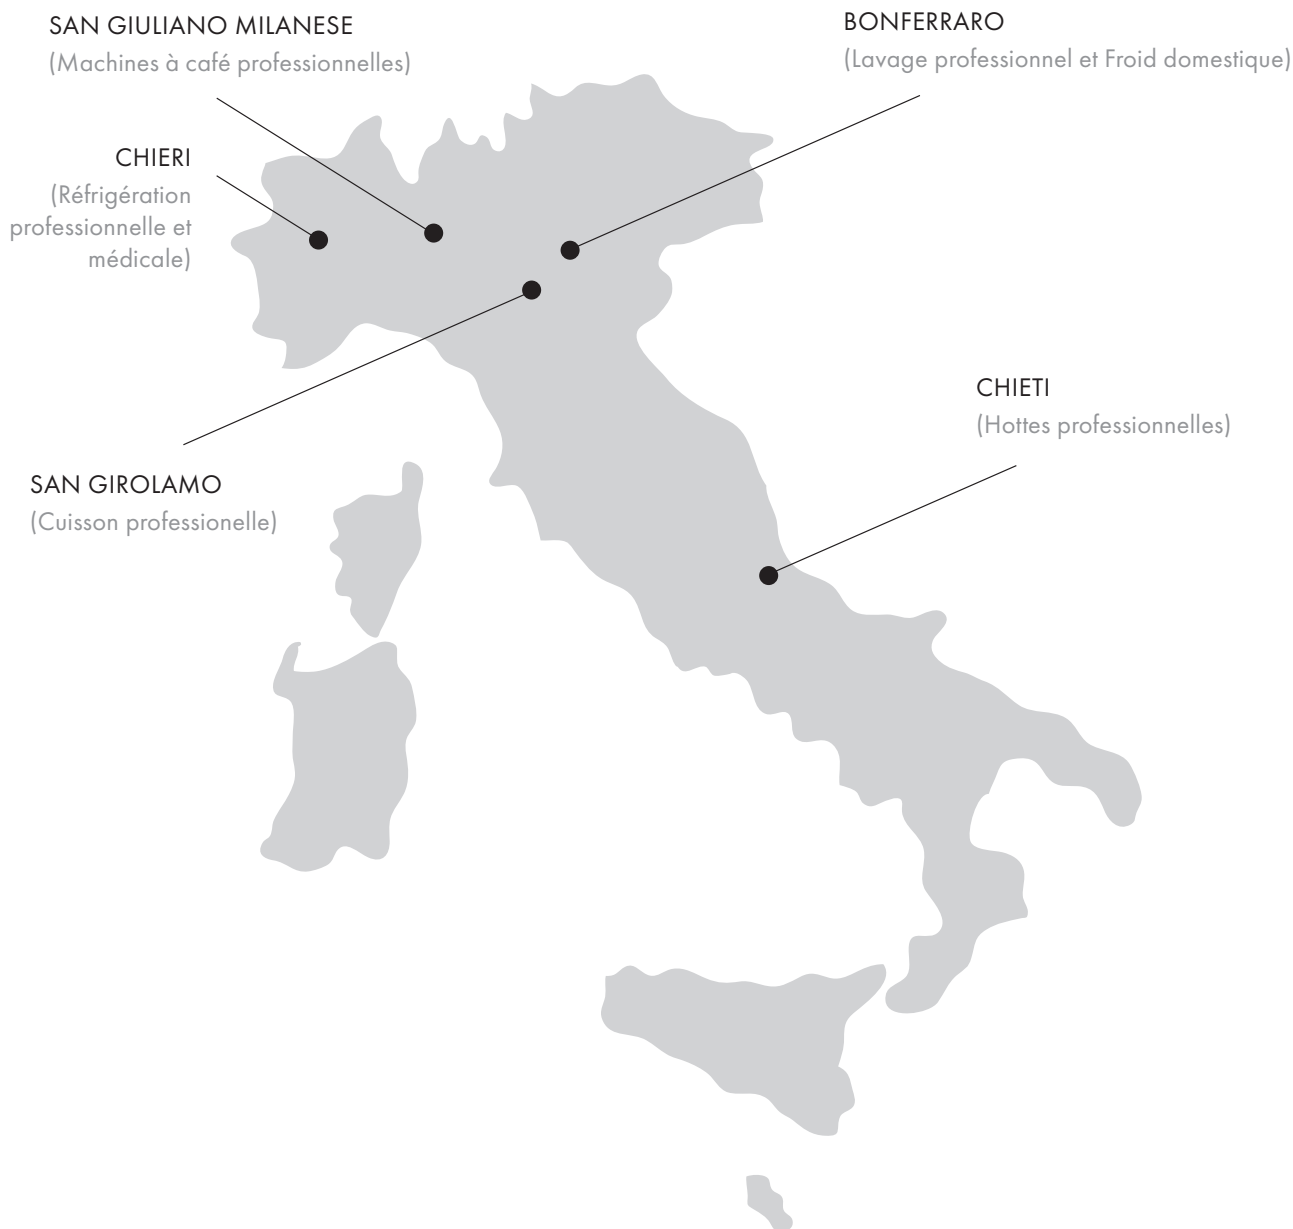 SAN GIULIANO MILANESE
(Machines à café professionnelles)
BONFERRARO
(Lavage professionnel et Froid domestique)
CHIERI
(Réfrigération
professionnelle et
médicale)
CHIETI
(Hottes professionnelles)
SAN GIROLAMO
(Cuisson professionelle)